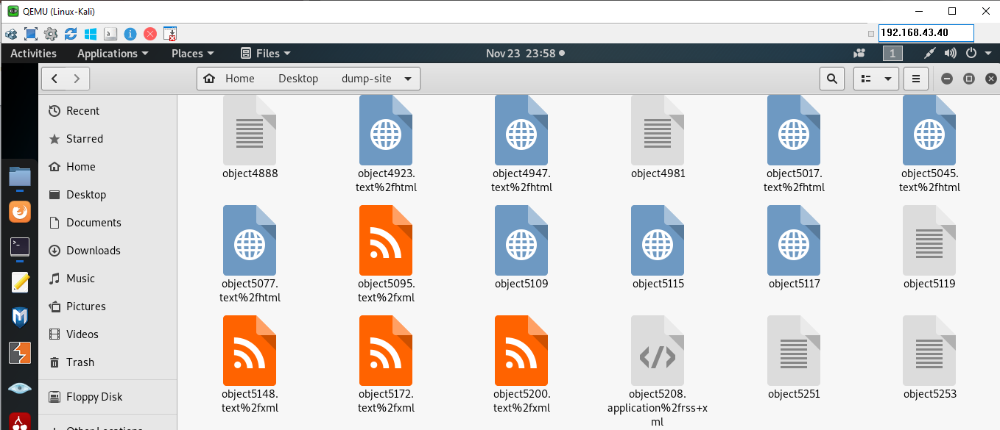 QEMU (Linux-Kali)
192.168.43.40
Activities Applications Places Files Nov 23 23:58 1
Home Desktop dump-site
Recent
Starred
Home
Desktop
Documents
Downloads
Music
Pictures
Videos
Trash
Floppy Disk
Other Locations
object4888
object4923.
text%2fhtml
object4947.
text%2fhtml
object4981
object5017.
text%2fhtml
object5045.
text%2fhtml
object5077.
text%2fhtml
object5095.
text%2fxml
object5109
object5115
object5117
object5119
object5148.
text%2fxml
object5172.
text%2fxml
object5200.
text%2fxml
object5208.
application%2frss+x
ml
object5251
object5253